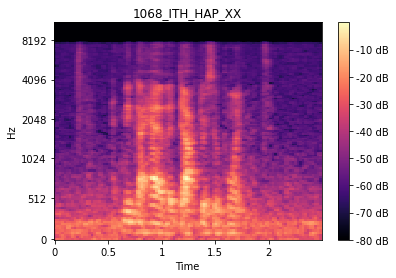 1068_ITH_HAP_XX
8192
4096
2048
1024
512
0
Hz
0
0.5
1
1.5
2
Time
-10 dB
-20 dB
-30 dB
-40 dB
-50 dB
-60 dB
-70 dB
-80 dB